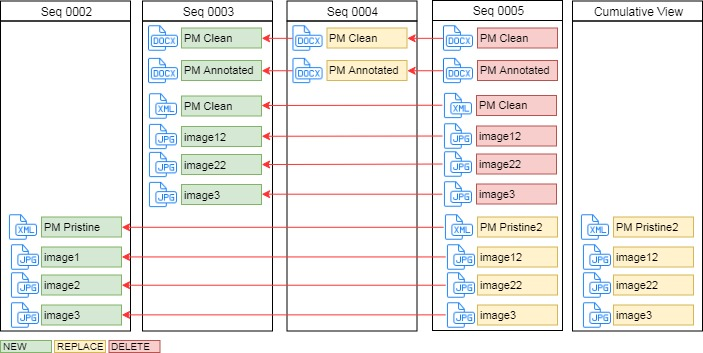 Seq 0002 Seq 0003 Seq 0004 Seq 0005 Cumulative View
DOCX PM Clean DOCX PM Clean DOCX PM Clean
DOCX PM Annotated DOCX PM Annotated DOCX PM Annotated
XML PM Clean XML PM Clean
JPG image12 JPG image12
JPG image22 JPG image22
JPG image3 JPG image3
XML PM Pristine XML PM Pristine2 XML PM Pristine2
JPG image1 JPG image12 JPG image12
JPG image2 JPG image22 JPG image22
JPG image3 JPG image3 JPG image3
NEW REPLACE DELETE